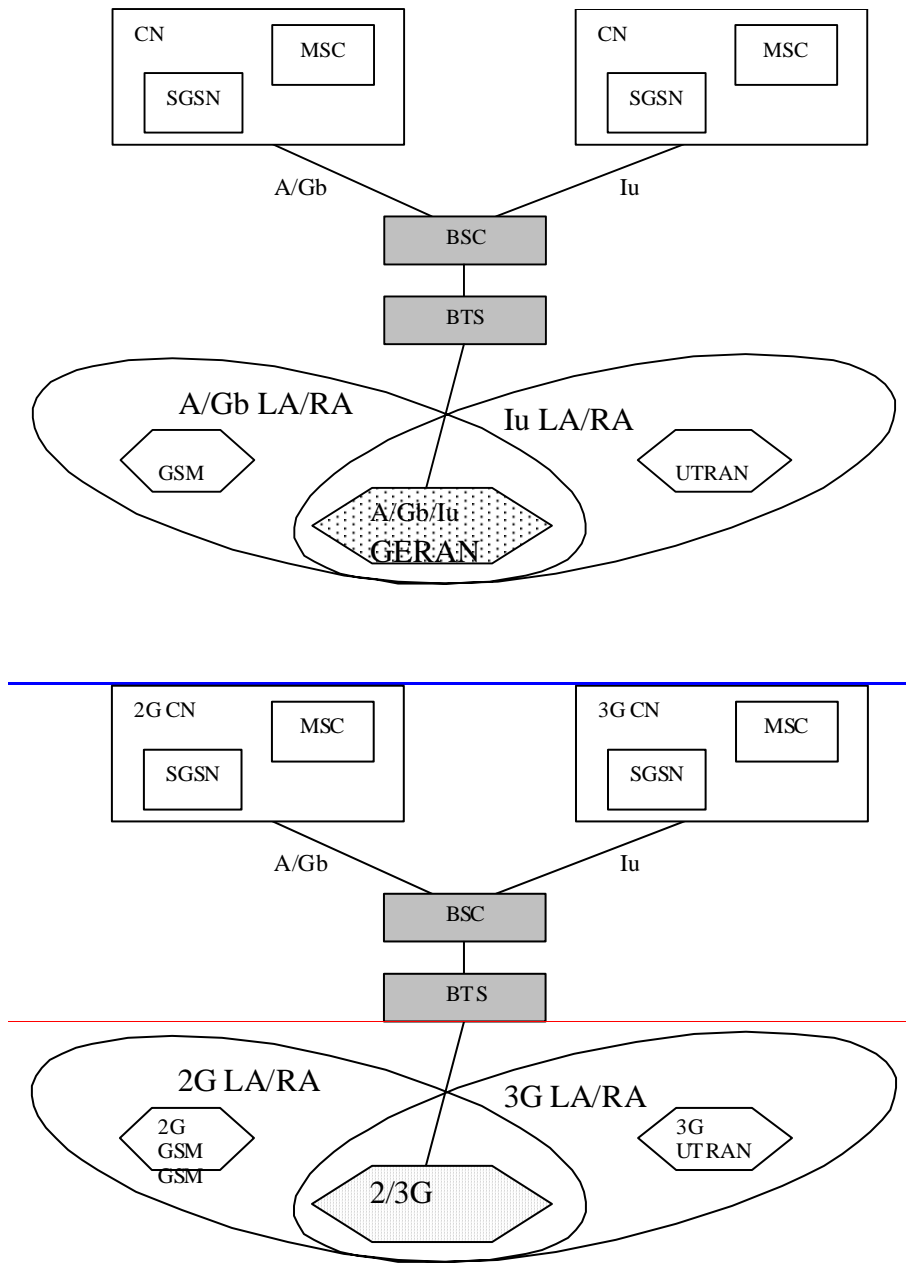 CN
MSC
SGSN
CN
MSC
SGSN
A/Gb
Iu
BSC
BTS
A/Gb LA/RA
Iu LA/RA
GSM
UTRAN
A/Gb/Iu
GERAN
2G CN
MSC
SGSN
3G CN
MSC
SGSN
A/Gb
Iu
BSC
BTS
2G LA/RA
3G LA/RA
2G
GSM
GSM
3G
UTRAN
2/3G